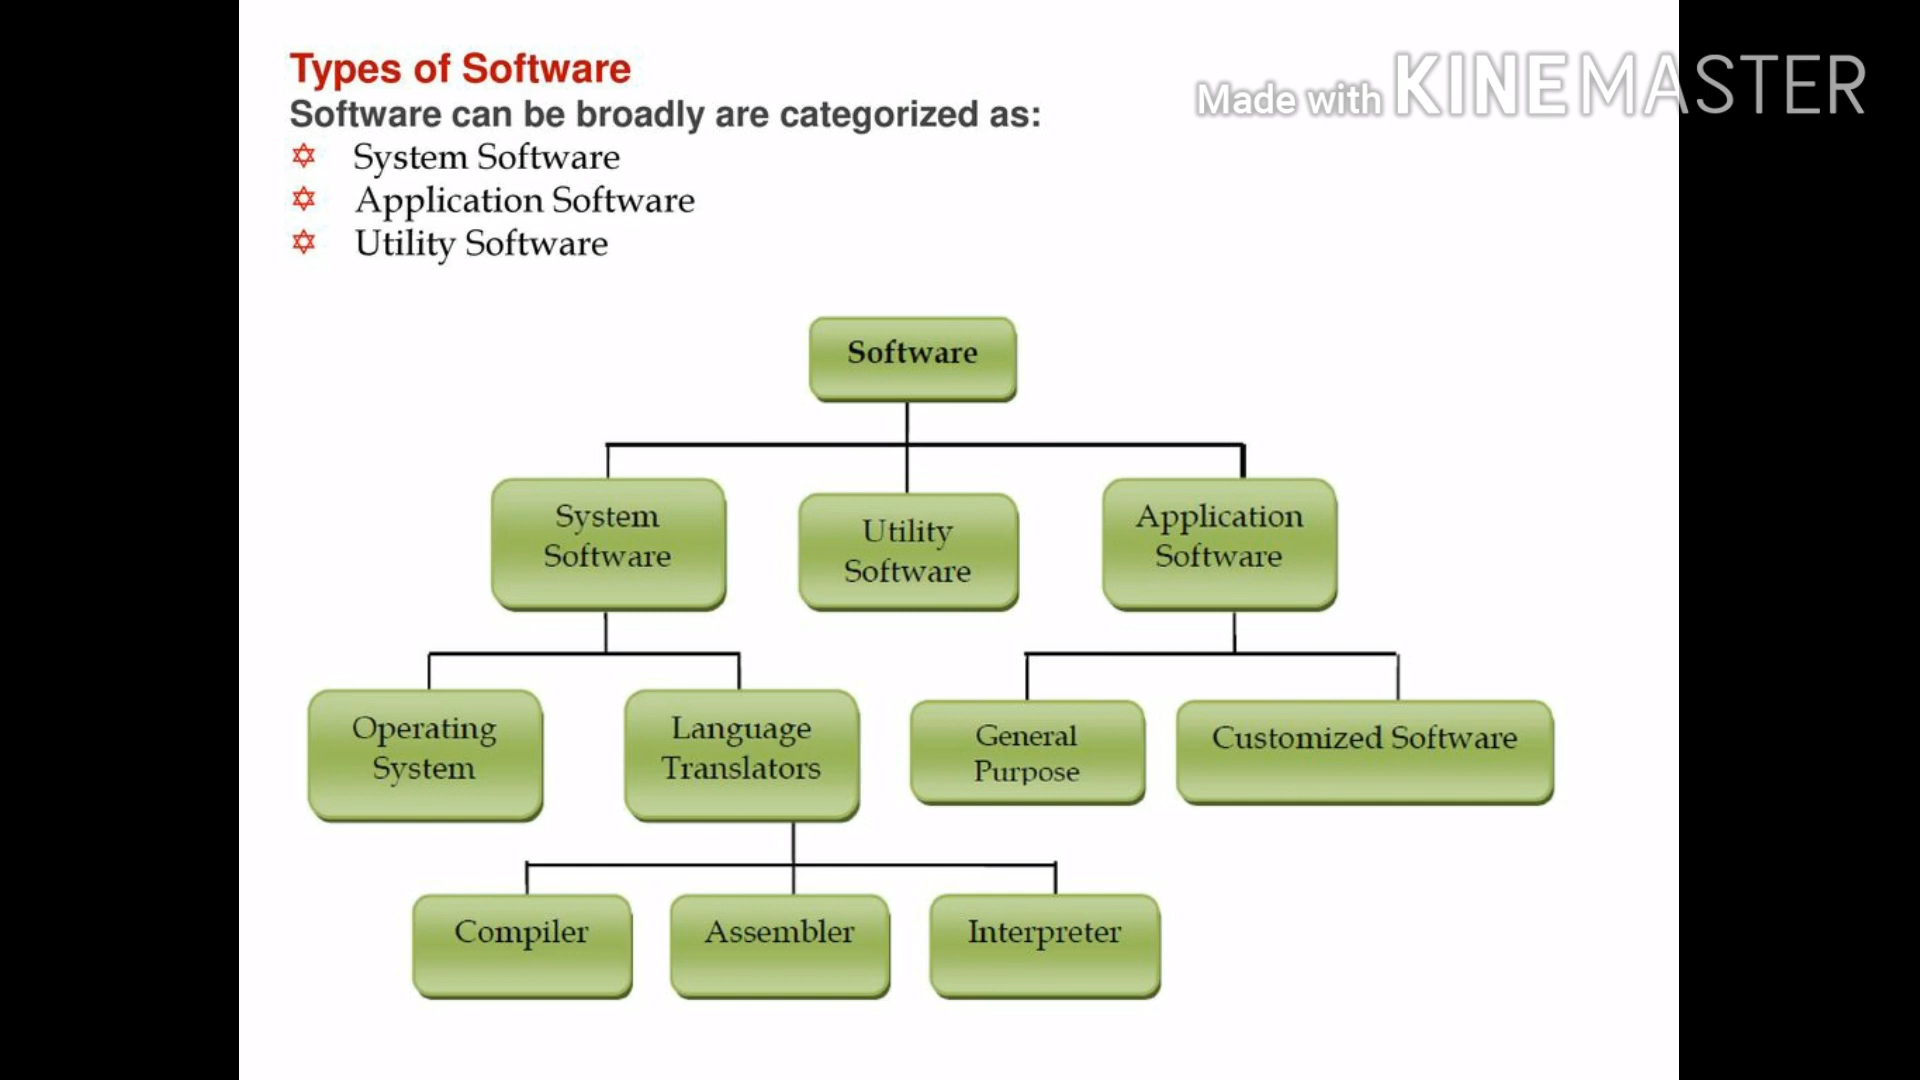 Types of Software
Made with KINEMASTER
Software can be broadly are categorized as:
System Software
Application Software
Utility Software
Software
System
Software
Utility
Software
Application
Software
Operating
System
Language
Translators
General
Purpose
Customized Software
Compiler
Assembler
Interpreter